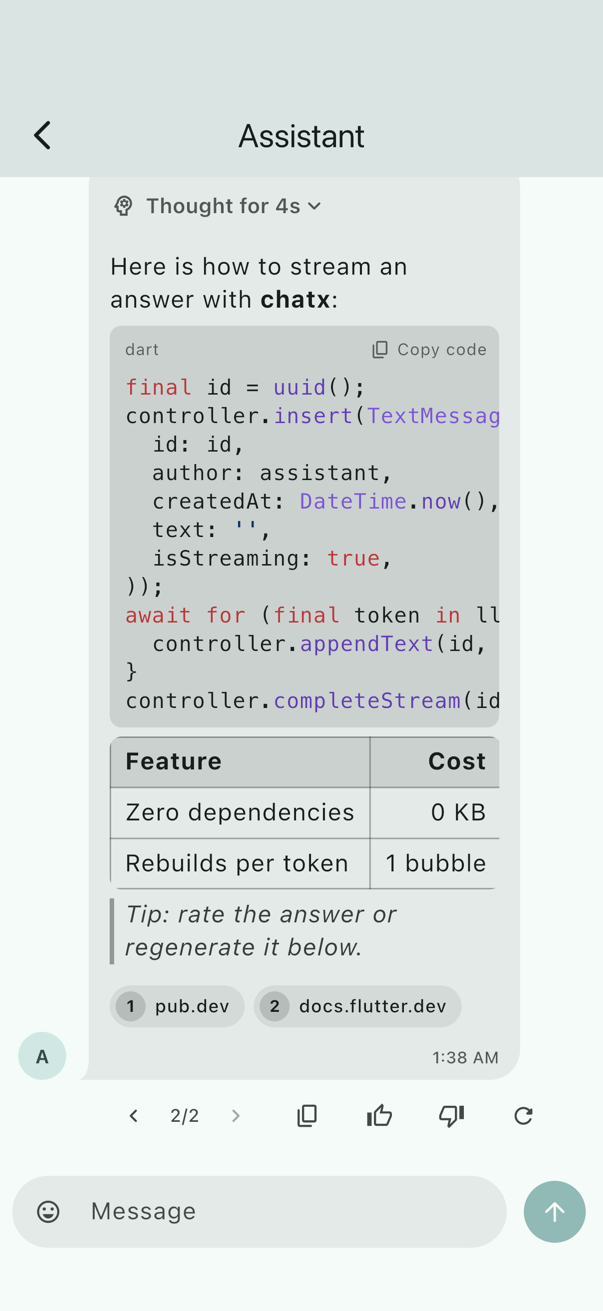 Assistant
Thought for 4s
Here is how to stream an
answer with chatx:
dart
Copy code
final id = uuid();
controller.insert(TextMessag
  id: id,
  author: assistant,
  createdAt: DateTime.now(),
  text: '',
  isStreaming: true,
));
await for (final token in ll
  controller.appendText(id,
}
controller.completeStream(id
Feature Cost
Zero dependencies 0 KB
Rebuilds per token 1 bubble
Tip: rate the answer or
regenerate it below.
1 pub.dev 2 docs.flutter.dev
1:38 AM
A
2/2
Message